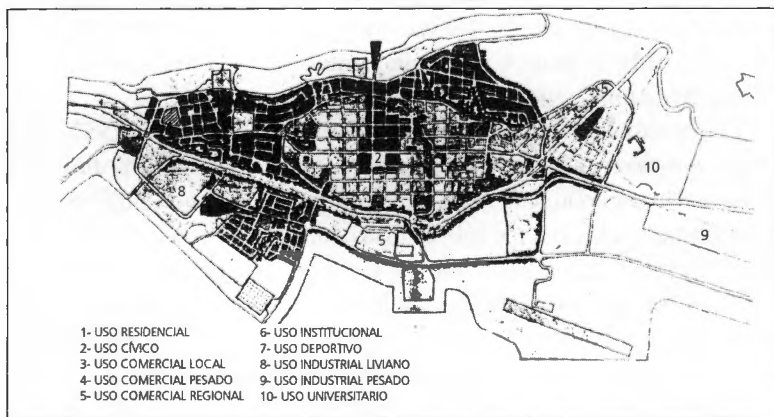 10
2
8
9
5
1- USO RESIDENCIAL
2- USO CÍVICO
3- USO COMERCIAL LOCAL
4- USO COMERCIAL PESADO
5- USO COMERCIAL REGIONAL
6- USO INSTITUCIONAL
7- USO DEPORTIVO
8- USO INDUSTRIAL LIVIANO
9- USO INDUSTRIAL PESADO
10- USO UNIVERSITARIO